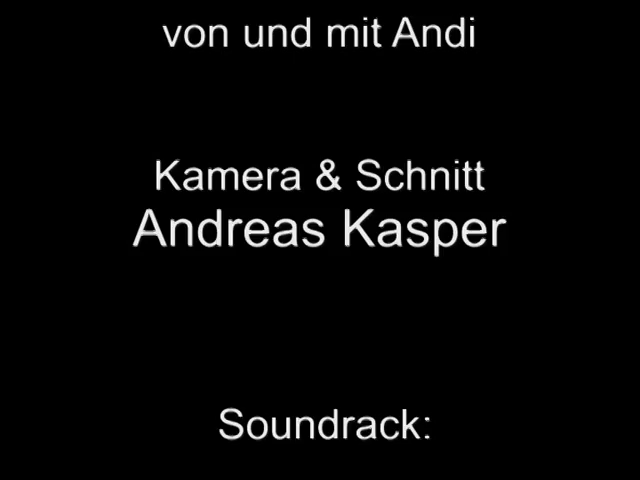 von und mit Andi
Kamera & Schnitt
Andreas Kasper
Soundrack: